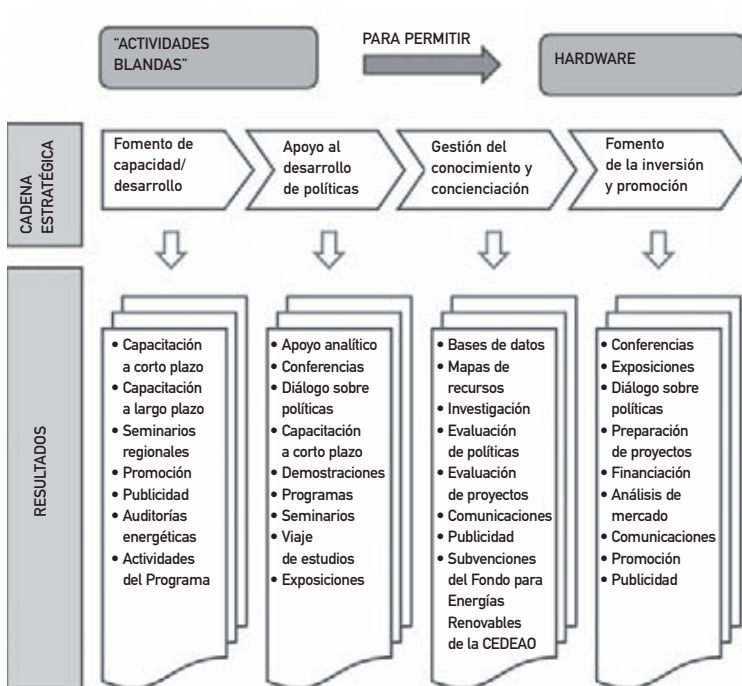 "ACTIVIDADES
BLANDAS"
PARA PERMITIR
HARDWARE
CADENA
ESTRATÉGICA
Fomento de
capacidad/
desarrollo
Apoyo al
desarrollo
de políticas
Gestión del
conocimiento y
concienciación
Fomento
de la inversión
y promoción
RESULTADOS
• Capacitación
a corto plazo
• Capacitación
a largo plazo
• Seminarios
regionales
• Promoción
• Publicidad
• Auditorías
energéticas
• Actividades
del Programa
• Apoyo analítico
• Conferencias
• Diálogo sobre
políticas
• Capacitación
a corto plazo
• Demostraciones
• Programas
• Seminarios
• Viaje
de estudios
• Exposiciones
• Bases de datos
• Mapas de
recursos
• Investigación
• Evaluación
de políticas
• Evaluación
de proyectos
• Comunicaciones
• Publicidad
• Subvenciones
del Fondo para
Energías
Renovables
de la CEDEAO
• Conferencias
• Exposiciones
• Diálogo sobre
políticas
• Preparación
de proyectos
• Financiación
• Análisis de
mercado
• Comunicaciones
• Promoción
• Publicidad